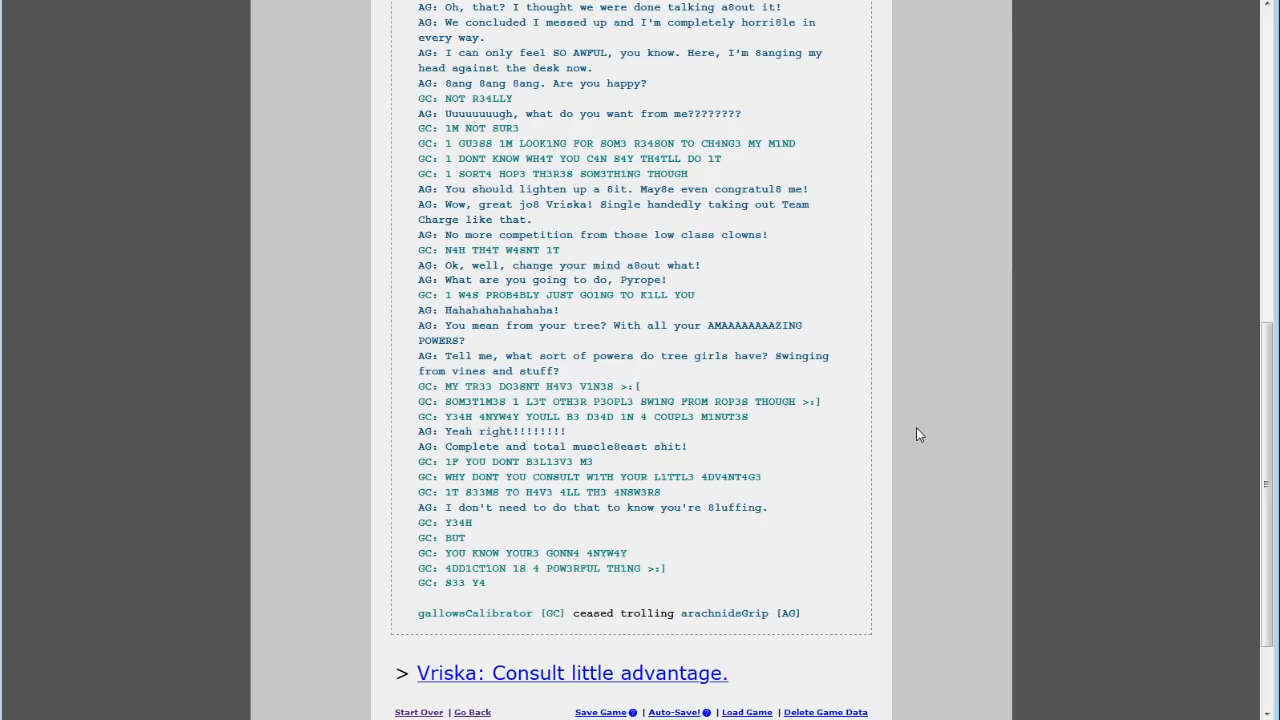 AG: Oh, that? I thought we were done talking a8out it!
AG: We concluded I messed up and I'm completely horri8le in
every way.
AG: I can only feel SO AWFUL, you know. Here, I'm 8anging my
head against the desk now.
AG: 8ang 8ang 8ang. Are you happy?
GC: NOT R34LLY
AG: Uuuuuuuugh, what do you want from me????????
GC: 1M NOT SUR3
GC: 1 GU3SS 1M LOOK1NG FOR SOM3 R34SON TO CH4NG3 MY M1ND
GC: 1 DONT KNOW WH4T YOU C4N S4Y TH4TLL DO 1T
GC: 1 SORT4 HOP3 TH3R3S SOM3TH1NG THOUGH
AG: You should lighten up a 8it. May8e even congratul8 me!
AG: Wow, great jo8 Vriska! Single handedly taking out Team
Charge like that.
AG: No more competition from those low class clowns!
GC: N4H TH4T W4SNT 1T
AG: Ok, well, change your mind a8out what!
AG: What are you going to do, Pyrope!
GC: 1 W4S PROB4BLY JUST GO1NG TO K1LL YOU
AG: Hahahahahahahaha!
AG: You mean from your tree? With all your AMAAAAAAAAZING
POWERS?
AG: Tell me, what sort of powers do tree girls have? Swinging
from vines and stuff?
GC: MY TR33 DO3SNT H4V3 V1N3S >:[
GC: SOM3T1M3S 1 L3T OTH3R P3OPL3 SW1NG FROM ROP3S THOUGH >:]
GC: Y34H 4NYW4Y YOULL B3 D34D 1N 4 COUPL3 M1NUT3S
AG: Yeah right!!!!!!!!
AG: Complete and total muscle8east shit!
GC: 1F YOU DONT B3L13V3 M3
GC: WHY DONT YOU CONSULT W1TH YOUR L1TTL3 4DV4NT4G3
GC: 1T S33MS TO H4V3 4LL TH3 4NSW3RS
AG: I don't need to do that to know you're 8luffing.
GC: Y34H
GC: BUT
GC: YOU KNOW YOUR3 GONN4 4NYW4Y
GC: 4DD1CT1ON 1S 4 POW3RFUL TH1NG >:]
GC: S33 Y4
gallowsCalibrator [GC] ceased trolling arachnidsGrip [AG]
> Vriska: Consult little advantage.
Start Over | Go Back Save Game ? | Auto-Save! ? | Load Game | Delete Game Data